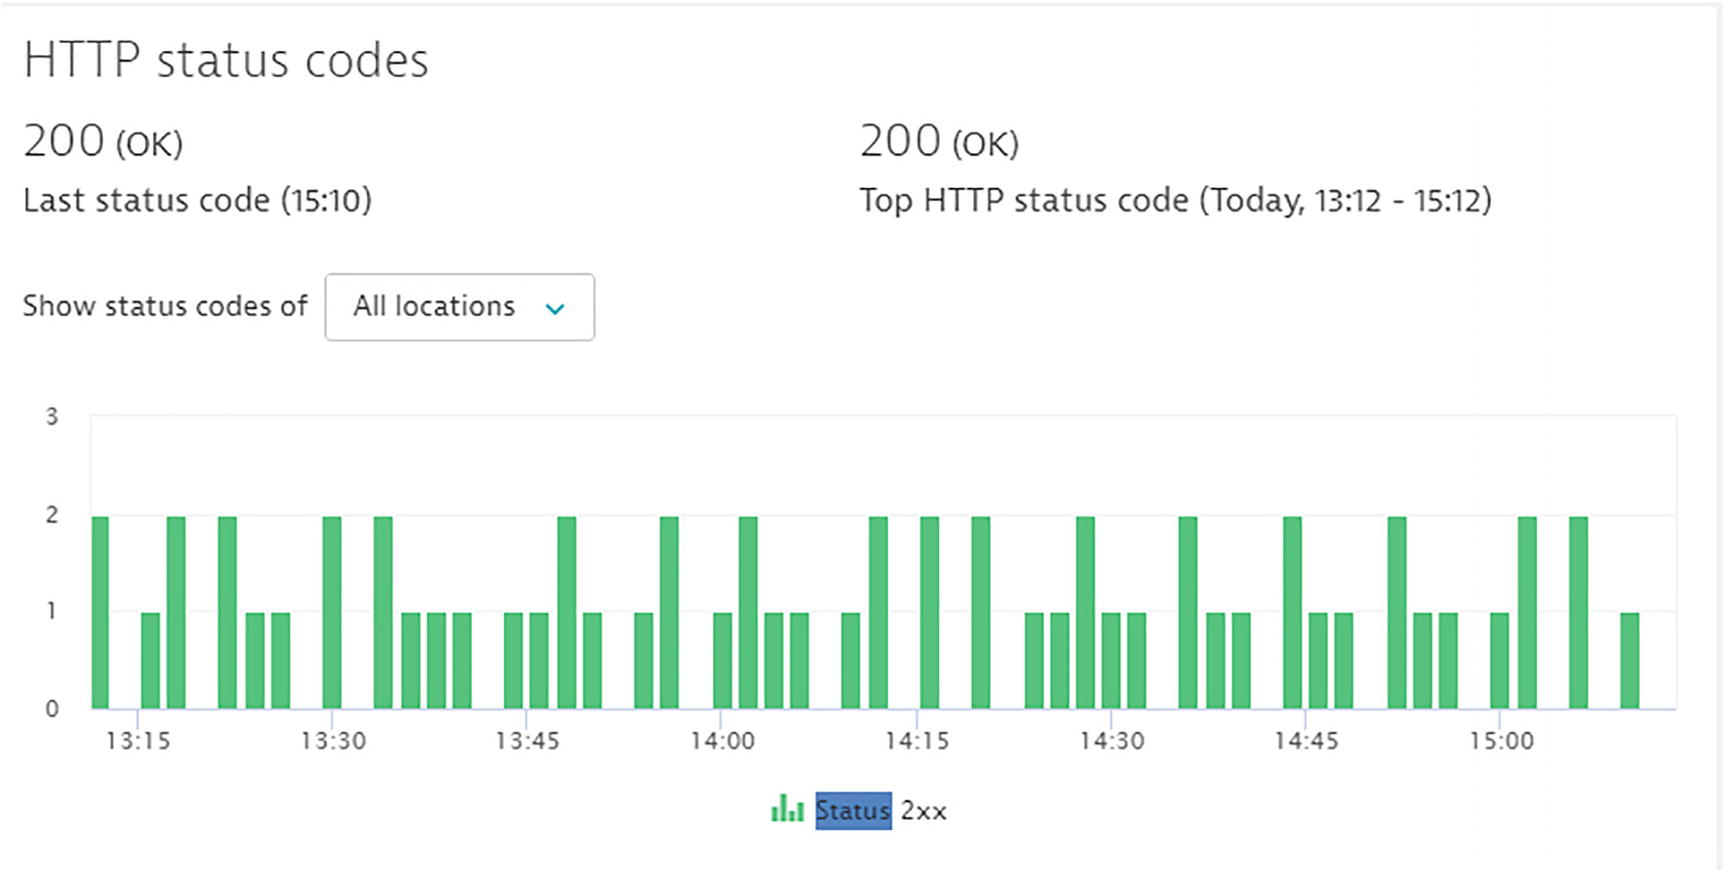 HTTP status codes
200 (OK)
Last status code (15:10)
200 (OK)
Top HTTP status code (Today, 13:12 - 15:12)
Show status codes of All locations
3
2
1
0
13:15 13:30 13:45 14:00 14:15 14:30 14:45 15:00
Status 2xx